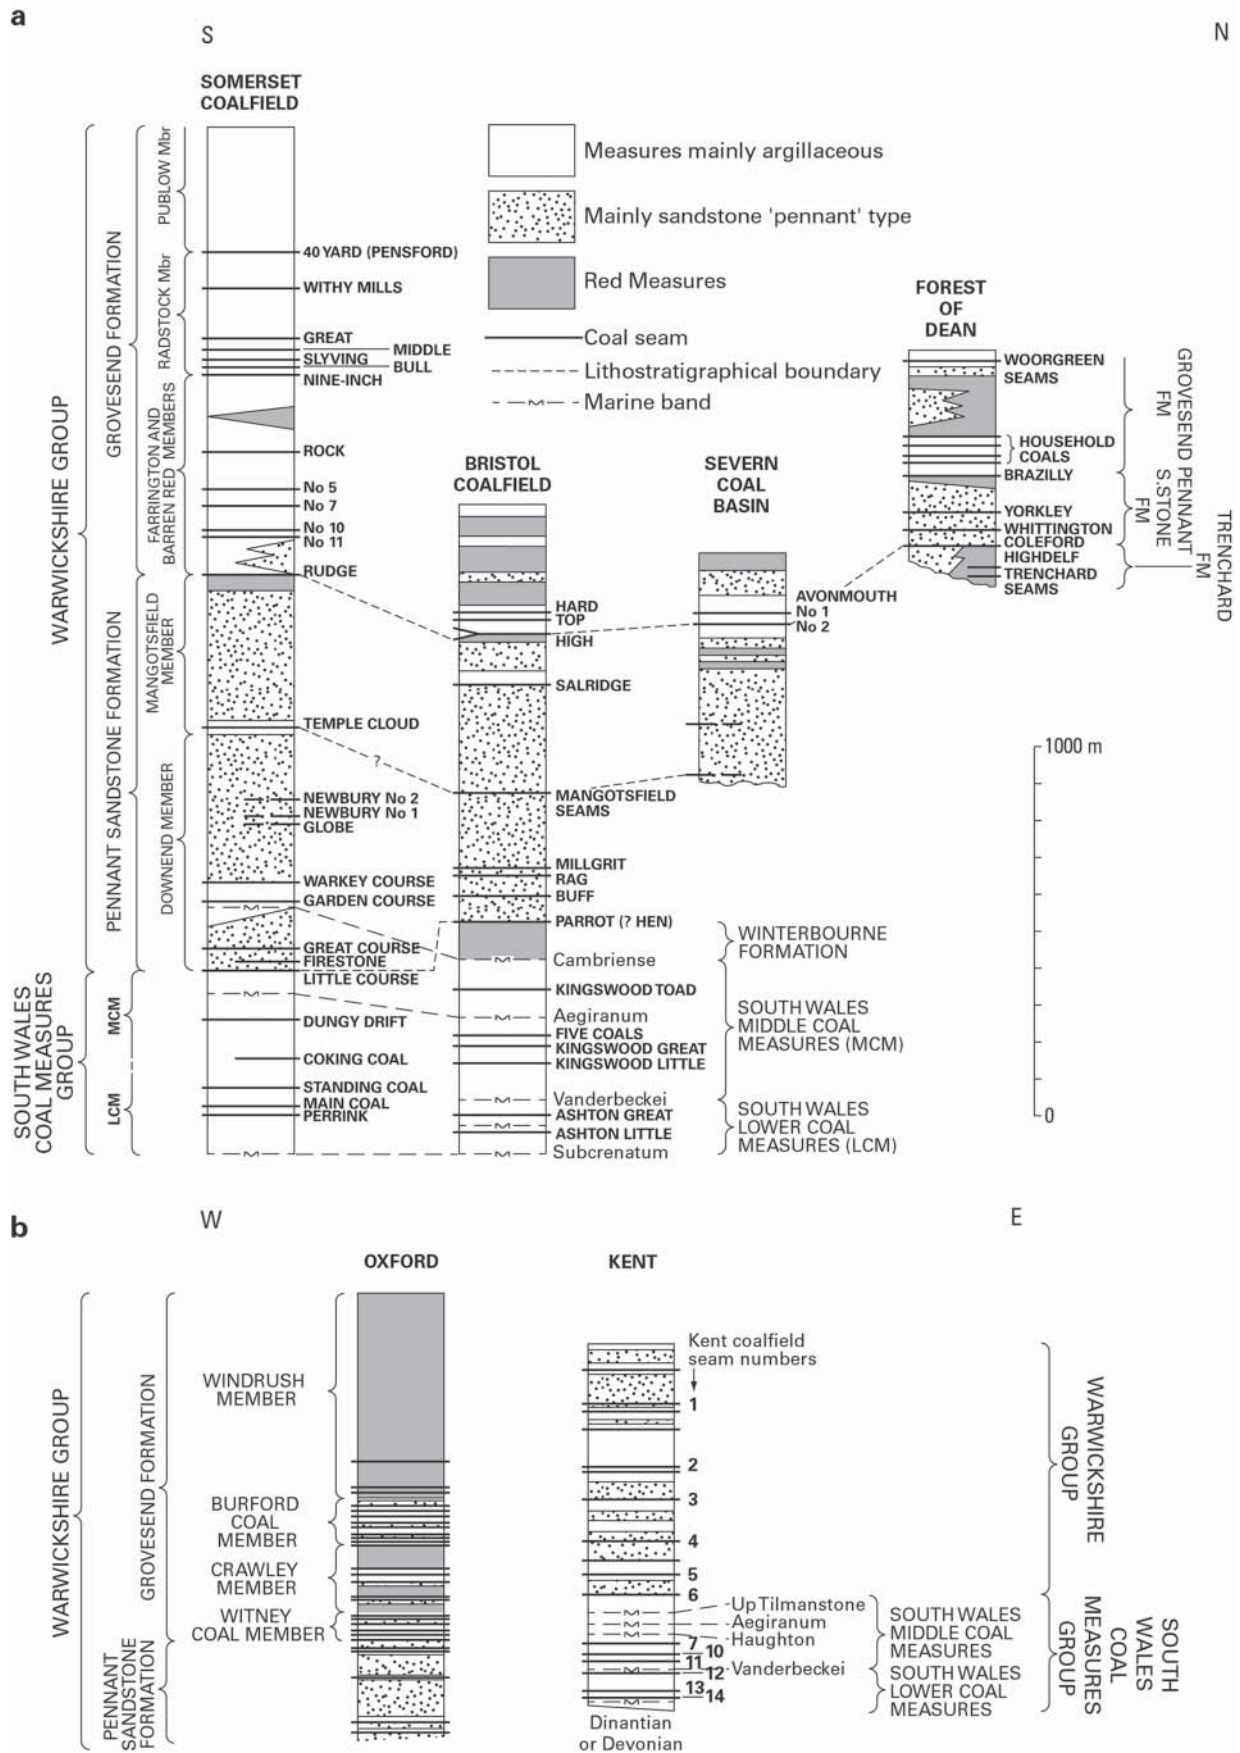 a
S
N
SOMERSET
COALFIELD
WARWICKSHIRE GROUP
GROVESEND FORMATION
PUBLOW Mbr
RADSTOCK Mbr
FARRINGTON AND
BARREN RED MEMBERS
PENNANT SANDSTONE FORMATION
MANGOTSFIELD
MEMBER
DOWNEND MEMBER
SOUTH WALES
COAL MEASURES
GROUP
MCM
LCM
40 YARD (PENSFORD)
WITHY MILLS
GREAT
MIDDLE
SLYVING
BULL
NINE-INCH
ROCK
No 5
No 7
No 10
No 11
RUDGE
TEMPLE CLOUD
?
NEWBURY No 2
NEWBURY No 1
GLOBE
WARKEY COURSE
GARDEN COURSE
M
GREAT COURSE
FIRESTONE
LITTLE COURSE
M
DUNGY DRIFT
COKING COAL
STANDING COAL
MAIN COAL
PERRINK
M
Measures mainly argillaceous
Mainly sandstone 'pennant' type
Red Measures
Coal seam
Lithostratigraphical boundary
M
Marine band
BRISTOL
COALFIELD
HARD
TOP
HIGH
SALRIDGE
MANGOTSFIELD
SEAMS
MILLGRIT
RAG
BUFF
PARROT (? HEN)
M
Cambriense
KINGSWOOD TOAD
M
Aegiranum
FIVE COALS
KINGSWOOD GREAT
KINGSWOOD LITTLE
M
Vanderbeckei
ASHTON GREAT
M
ASHTON LITTLE
M
Subcrenatum
WINTERBOURNE
FORMATION
SOUTH WALES
MIDDLE COAL
MEASURES (MCM)
SOUTH WALES
LOWER COAL
MEASURES (LCM)
SEVERN
COAL
BASIN
AVONMOUTH
No 1
No 2
FOREST
OF
DEAN
WOORGREEN
SEAMS
HOUSEHOLD
COALS
BRAZILLY
YORKLEY
WHITTINGTON
COLEFORD
HIGHDELF
TRENCHARD
SEAMS
GROVESEND
FM
PENNANT
S.STONE
FM
TRENCHARD
FM
1000 m
0
b
W
E
OXFORD
KENT
WARWICKSHIRE GROUP
GROVESEND FORMATION
PENNANT
SANDSTONE
FORMATION
WINDRUSH
MEMBER
BURFORD
COAL
MEMBER
CRAWLEY
MEMBER
WITNEY
COAL MEMBER
Kent coalfield
seam numbers
1
2
3
4
5
6
M
Up Tilmanstone
M
Aegiranum
M
Haughton
7
10
11
M
Vanderbeckei
12
13
14
M
Dinantian
or Devonian
SOUTH WALES
MIDDLE COAL
MEASURES
SOUTH WALES
LOWER COAL
MEASURES
WARWICKSHIRE
GROUP
SOUTH
WALES
COAL
MEASURES
GROUP